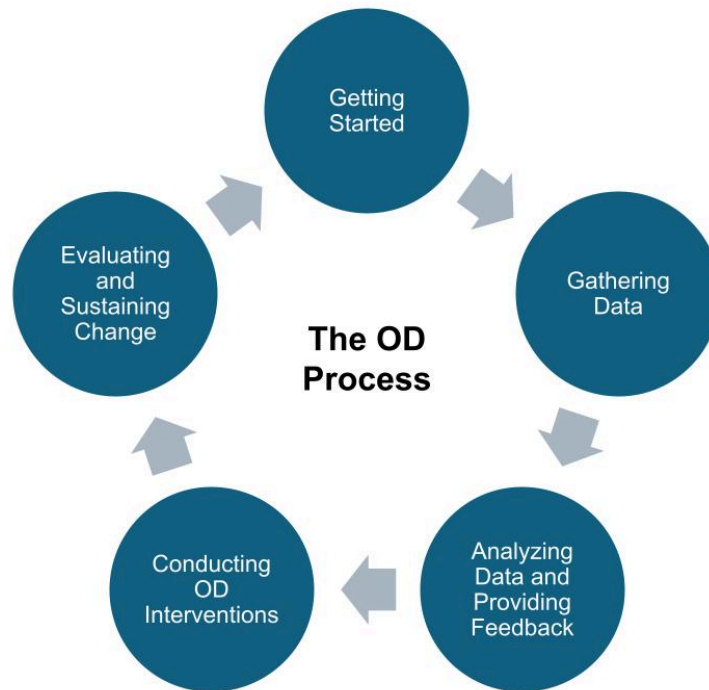 Getting
Started
Gathering
Data
Analyzing
Data and
Providing
Feedback
Conducting
OD
Interventions
Evaluating
and
Sustaining
Change
The OD
Process